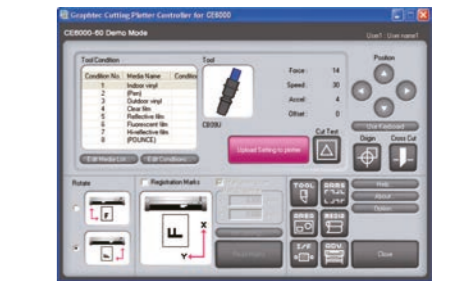 Graphtec Cutting Plotter Controller for CE6000
CE6000-60 Demo Mode
User1 : User name1
Tool Condition
Condition No. Media Name Condition
1 Indoor vinyl
2 (Pen)
3 Outdoor vinyl
4 Clear film
5 Reflective film
6 Fluorescent film
7 Hi-reflective film
8 (POUNCE)
Edit Media List...
Edit Conditions...
Tool
CB09U
Force : 14
Speed : 30
Accel : 4
Offset : 0
Upload Setting to plotter
Cut Test
Position
Use Keyboard
Origin
Cross Cut
Rotate
F
F
Registration Marks
F
X
Y
TOOL
AREA
MEDIA
I/F
ADV.
Help
About
Option
Close